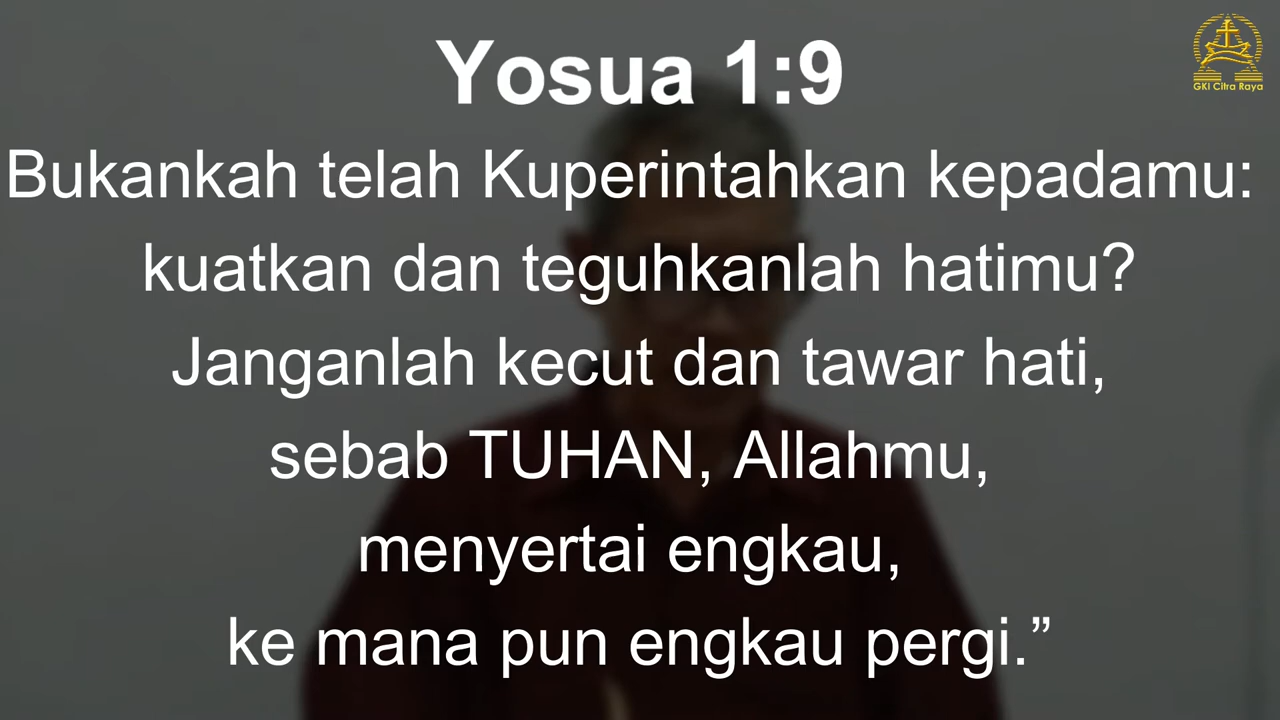 GKI Citra Raya
Yosua 1:9
Bukankah telah Kuperintahkan kepadamu:
kuatkan dan teguhkanlah hatimu?
Janganlah kecut dan tawar hati,
sebab TUHAN, Allahmu,
menyertai engkau,
ke mana pun engkau pergi.”